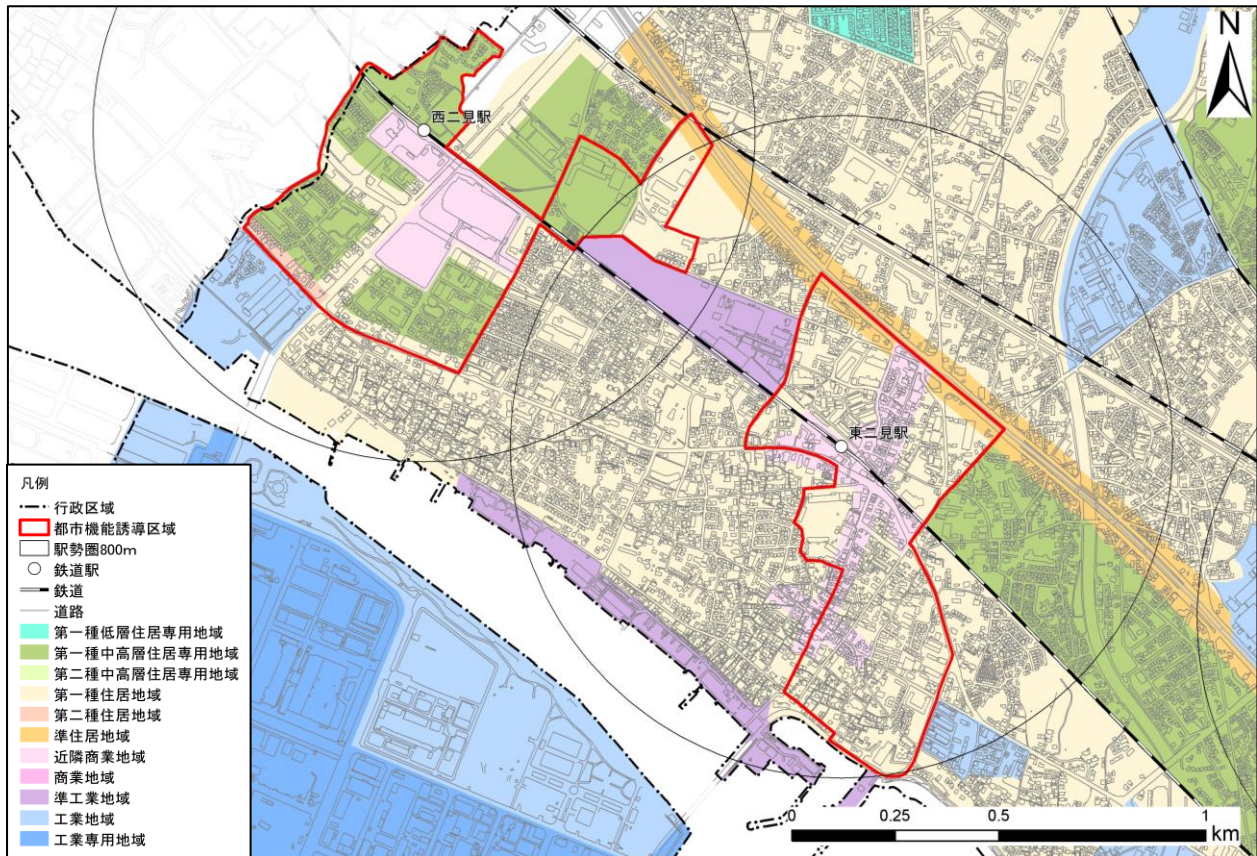 N
西二見駅
東二見駅
凡例
行政区域
都市機能誘導区域
駅勢圏800m
鉄道駅
鉄道
道路
第一種低層住居専用地域
第一種中高層住居専用地域
第二種中高層住居専用地域
第一種住居地域
第二種住居地域
準住居地域
近隣商業地域
商業地域
準工業地域
工業地域
工業専用地域
0 0.25 0.5 1
km